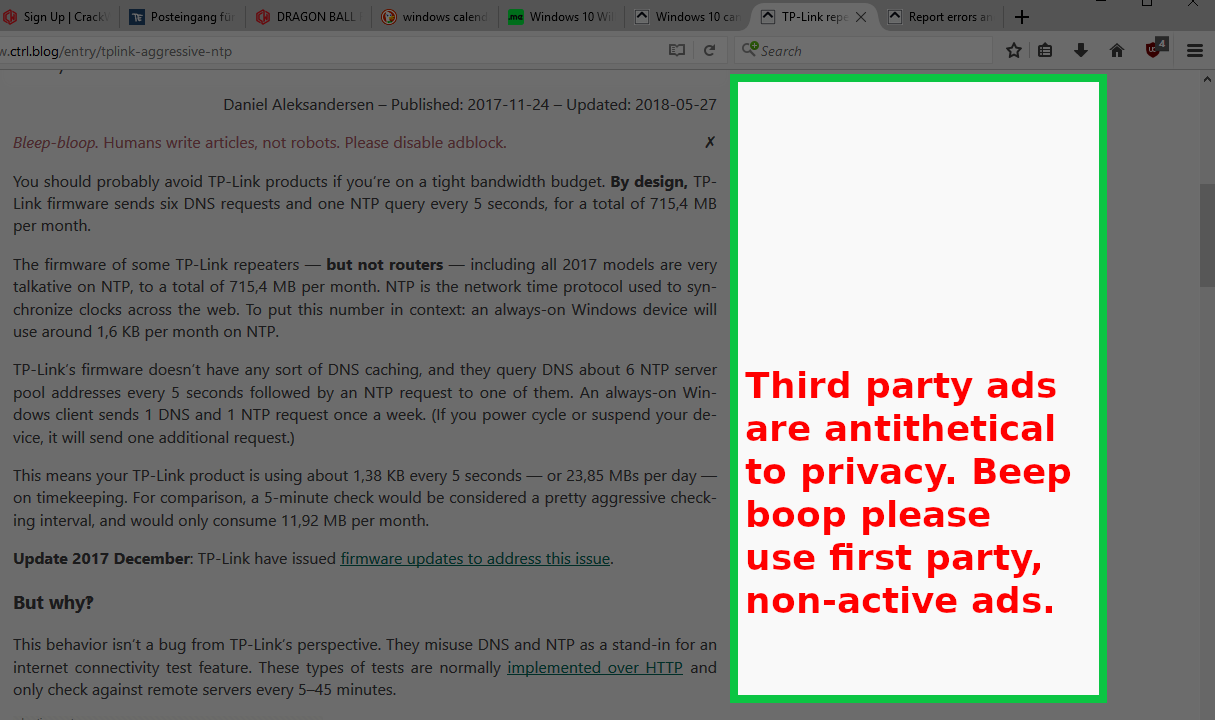 Sign Up | Crack
Posteingang fü
DRAGON BALL
windows calend
Windows 10 Wi
Windows 10 ca
TP-Link repe
Report errors an
.ctrl.blog/entry/tplink-aggressive-ntp
Search
4
Daniel Aleksandersen – Published: 2017-11-24 – Updated: 2018-05-27
Bleep-bloop. Humans write articles, not robots. Please disable adblock. ✗
You should probably avoid TP-Link products if you’re on a tight bandwidth budget. By design, TP-
Link firmware sends six DNS requests and one NTP query every 5 seconds, for a total of 715,4 MB
per month.
The firmware of some TP-Link repeaters — but not routers — including all 2017 models are very
talkative on NTP, to a total of 715,4 MB per month. NTP is the network time protocol used to syn-
chronize clocks across the web. To put this number in context: an always-on Windows device will
use around 1,6 KB per month on NTP.
TP-Link’s firmware doesn’t have any sort of DNS caching, and they query DNS about 6 NTP server
pool addresses every 5 seconds followed by an NTP request to one of them. An always-on Win-
dows client sends 1 DNS and 1 NTP request once a week. (If you power cycle or suspend your de-
vice, it will send one additional request.)
This means your TP-Link product is using about 1,38 KB every 5 seconds — or 23,85 MBs per day —
on timekeeping. For comparison, a 5-minute check would be considered a pretty aggressive check-
ing interval, and would only consume 11,92 MB per month.
Update 2017 December: TP-Link have issued firmware updates to address this issue.
But why‽
This behavior isn’t a bug from TP-Link’s perspective. They misuse DNS and NTP as a stand-in for an
internet connectivity test feature. These types of tests are normally implemented over HTTP and
only check against remote servers every 5–45 minutes.
Third party ads
are antithetical
to privacy. Beep
boop please
use first party,
non-active ads.